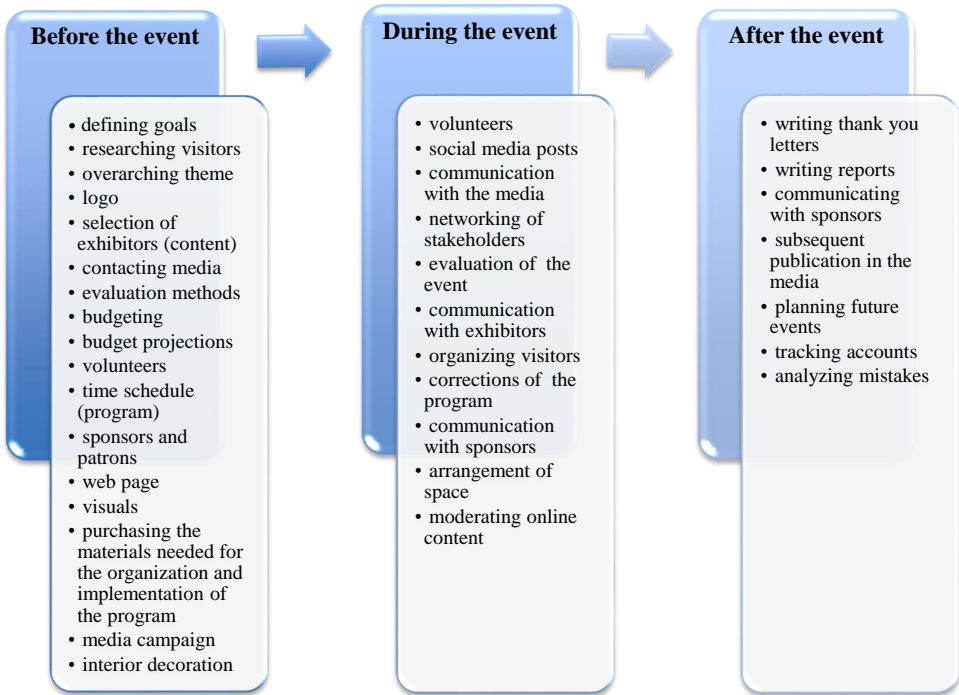 Before the event
• defining goals
• researching visitors
• overarching theme
• logo
• selection of
exhibitors (content)
• contacting media
• evaluation methods
• budgeting
• budget projections
• volunteers
• time schedule
(program)
• sponsors and
patrons
• web page
• visuals
• purchasing the
materials needed for
the organization and
implementation of
the program
• media campaign
• interior decoration
During the event
• volunteers
• social media posts
• communication
with the media
• networking of
stakeholders
• evaluation of the
event
• communication
with exhibitors
• organizing visitors
• corrections of the
program
• communication
with sponsors
• arrangement of
space
• moderating online
content
After the event
• writing thank you
letters
• writing reports
• communicating
with sponsors
• subsequent
publication in the
media
• planning future
events
• tracking accounts
• analyzing mistakes